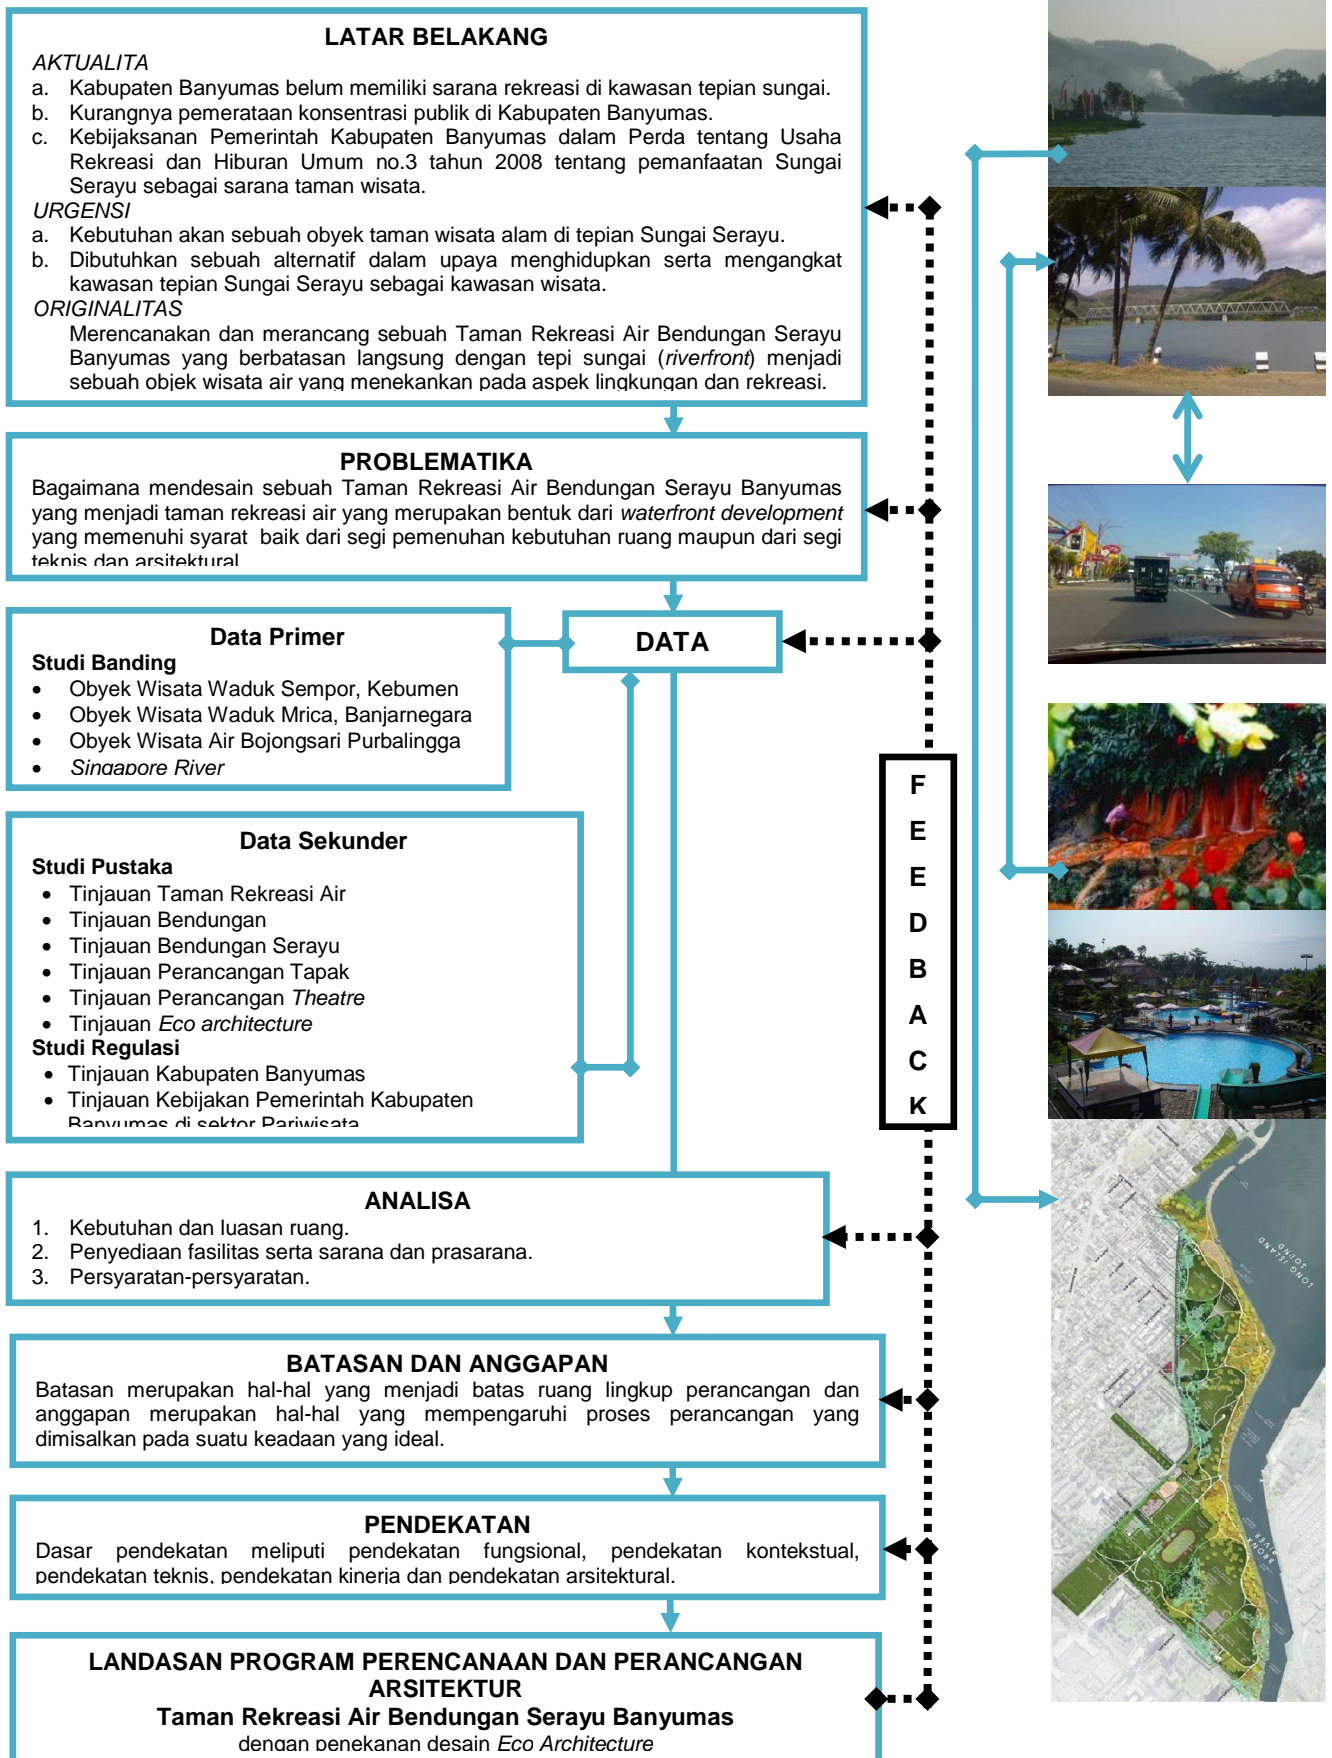 LATAR BELAKANG
AKTUALITA
a. Kabupaten Banyumas belum memiliki sarana rekreasi di kawasan tepian sungai.
b. Kurangnya pemerataan konsentrasi publik di Kabupaten Banyumas.
c. Kebijaksanan Pemerintah Kabupaten Banyumas dalam Perda tentang Usaha
Rekreasi dan Hiburan Umum no.3 tahun 2008 tentang pemanfaatan Sungai
Serayu sebagai sarana taman wisata.
URGENSI
a. Kebutuhan akan sebuah obyek taman wisata alam di tepian Sungai Serayu.
b. Dibutuhkan sebuah alternatif dalam upaya menghidupkan serta mengangkat
kawasan tepian Sungai Serayu sebagai kawasan wisata.
ORIGINALITAS
Merencanakan dan merancang sebuah Taman Rekreasi Air Bendungan Serayu
Banyumas yang berbatasan langsung dengan tepi sungai (riverfront) menjadi
sebuah objek wisata air yang menekankan pada aspek lingkungan dan rekreasi.
PROBLEMATIKA
Bagaimana mendesain sebuah Taman Rekreasi Air Bendungan Serayu Banyumas
yang menjadi taman rekreasi air yang merupakan bentuk dari waterfront development
yang memenuhi syarat baik dari segi pemenuhan kebutuhan ruang maupun dari segi
teknis dan arsitektural
Data Primer
Studi Banding
• Obyek Wisata Waduk Sempor, Kebumen
• Obyek Wisata Waduk Mrica, Banjarnegara
• Obyek Wisata Air Bojongsari Purbalingga
• Singapore River
DATA
Data Sekunder
Studi Pustaka
• Tinjauan Taman Rekreasi Air
• Tinjauan Bendungan
• Tinjauan Bendungan Serayu
• Tinjauan Perancangan Tapak
• Tinjauan Perancangan Theatre
• Tinjauan Eco architecture
Studi Regulasi
• Tinjauan Kabupaten Banyumas
• Tinjauan Kebijakan Pemerintah Kabupaten
Banyumas di sektor Pariwisata
F
E
E
D
B
A
C
K
ANALISA
1. Kebutuhan dan luasan ruang.
2. Penyediaan fasilitas serta sarana dan prasarana.
3. Persyaratan-persyaratan.
BATASAN DAN ANGGAPAN
Batasan merupakan hal-hal yang menjadi batas ruang lingkup perancangan dan
anggapan merupakan hal-hal yang mempengaruhi proses perancangan yang
dimisalkan pada suatu keadaan yang ideal.
PENDEKATAN
Dasar pendekatan meliputi pendekatan fungsional, pendekatan kontekstual,
pendekatan teknis, pendekatan kinerja dan pendekatan arsitektural.
LANDASAN PROGRAM PERENCANAAN DAN PERANCANGAN
ARSITEKTUR
Taman Rekreasi Air Bendungan Serayu Banyumas
dengan penekanan desain Eco Architecture
LONG ISLAND
SOUND
BRONX
RIVER